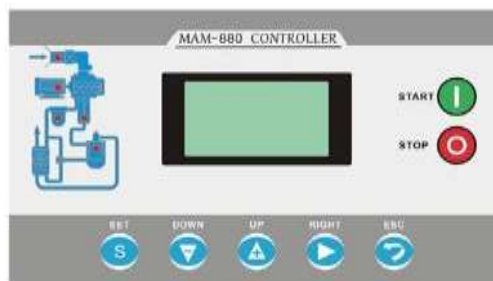 MAM-880 CONTROLLER
START
STOP
SET DOWN UP RIGHT ESC
S